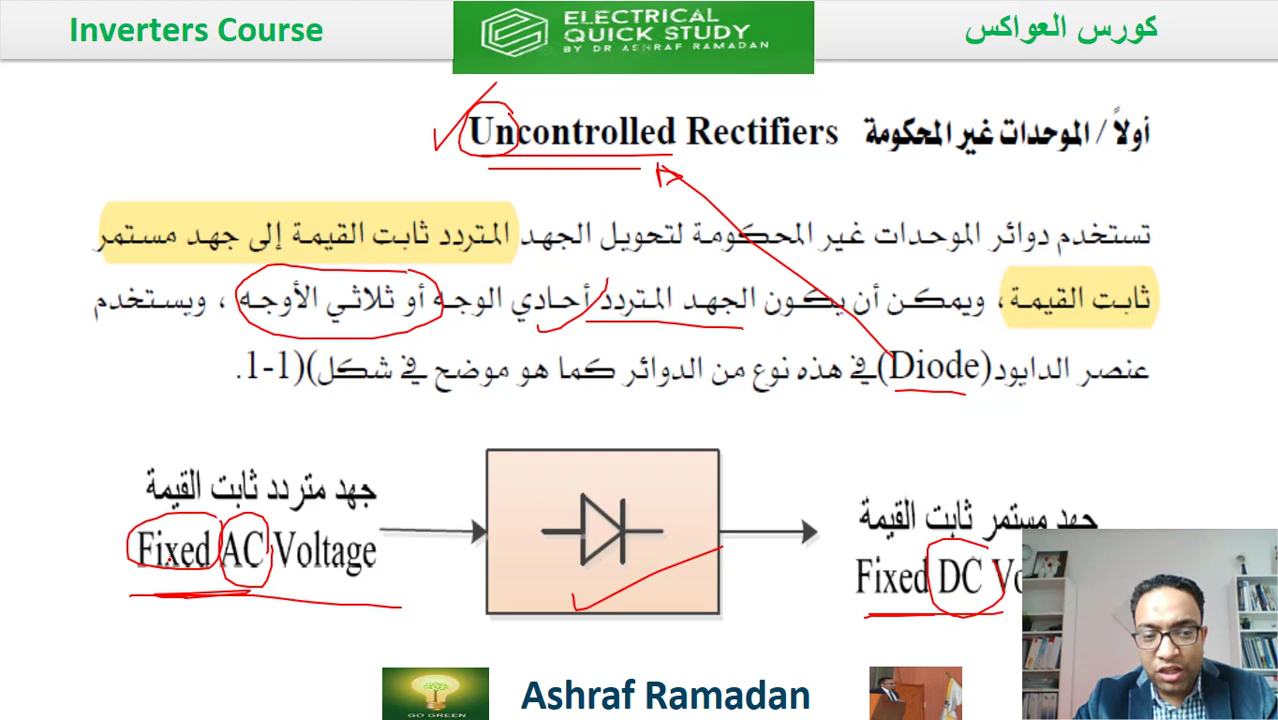 Inverters Course
ELECTRICAL
QUICK STUDY
BY DR ASHRAF RAMADAN
كورس العواكس
أولاً / الموحدات غير المحكومة Uncontrolled Rectifiers
تستخدم دوائر الموحدات غير المحكومة لتحويل الجهد المتردد ثابت القيمة إلى جهد مستمر
ثابت القيمة، ويمكن أن يكون الجهد المتردد أحادي الوجه أو ثلاثي الأوجه ، ويستخدم
عنصر الدايود(Diode)في هذه نوع من الدوائر كما هو موضح في شكل)(1-1.
جهد متردد ثابت القيمة
Fixed AC Voltage
جهد مستمر ثابت القيمة
Fixed DC
GO GREEN
Ashraf Ramadan